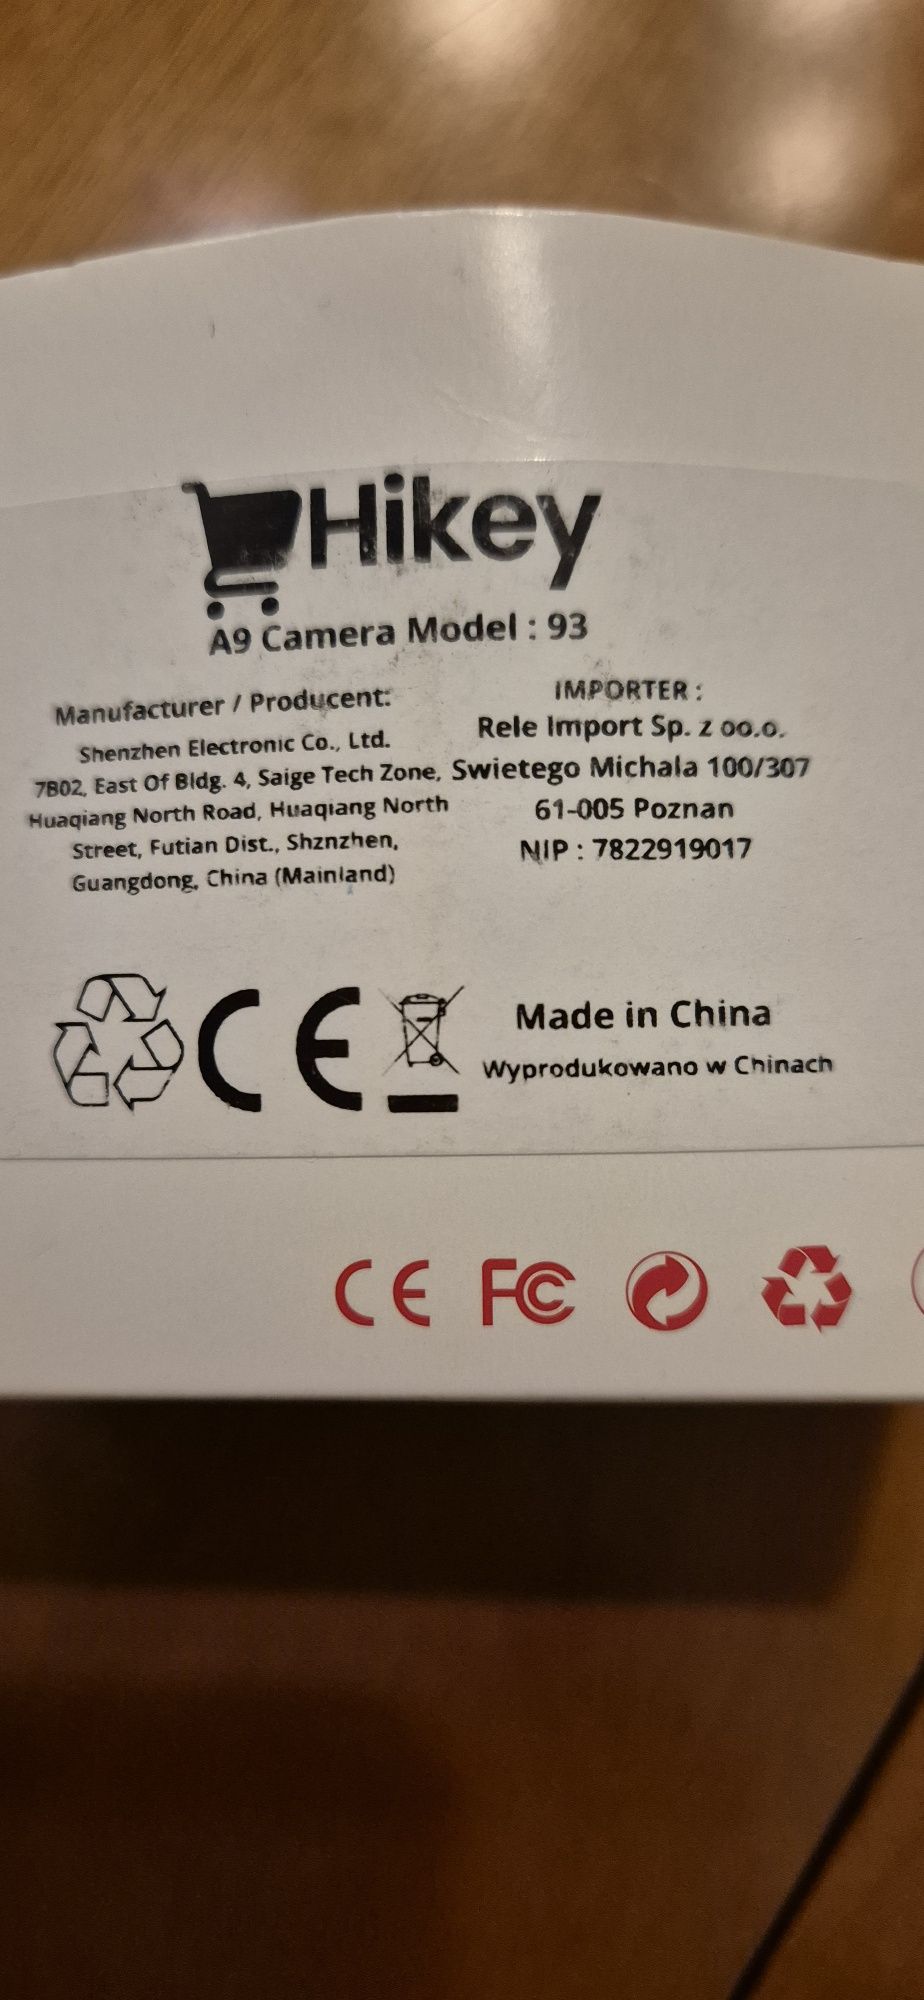 Hikey
A9 Camera Model : 93
Manufacturer / Producent:
Shenzhen Electronic Co., Ltd.
7B02, East Of Bldg. 4, Saige Tech Zone,
Huaqiang North Road, Huaqiang North
Street, Futian Dist., Shznzhen,
Guangdong, China (Mainland)
IMPORTER :
Rele Import Sp. z oo.o.
Swietego Michala 100/307
61-005 Poznan
NIP : 7822919017
CE
Made in China
Wyprodukowano w Chinach
CE FC